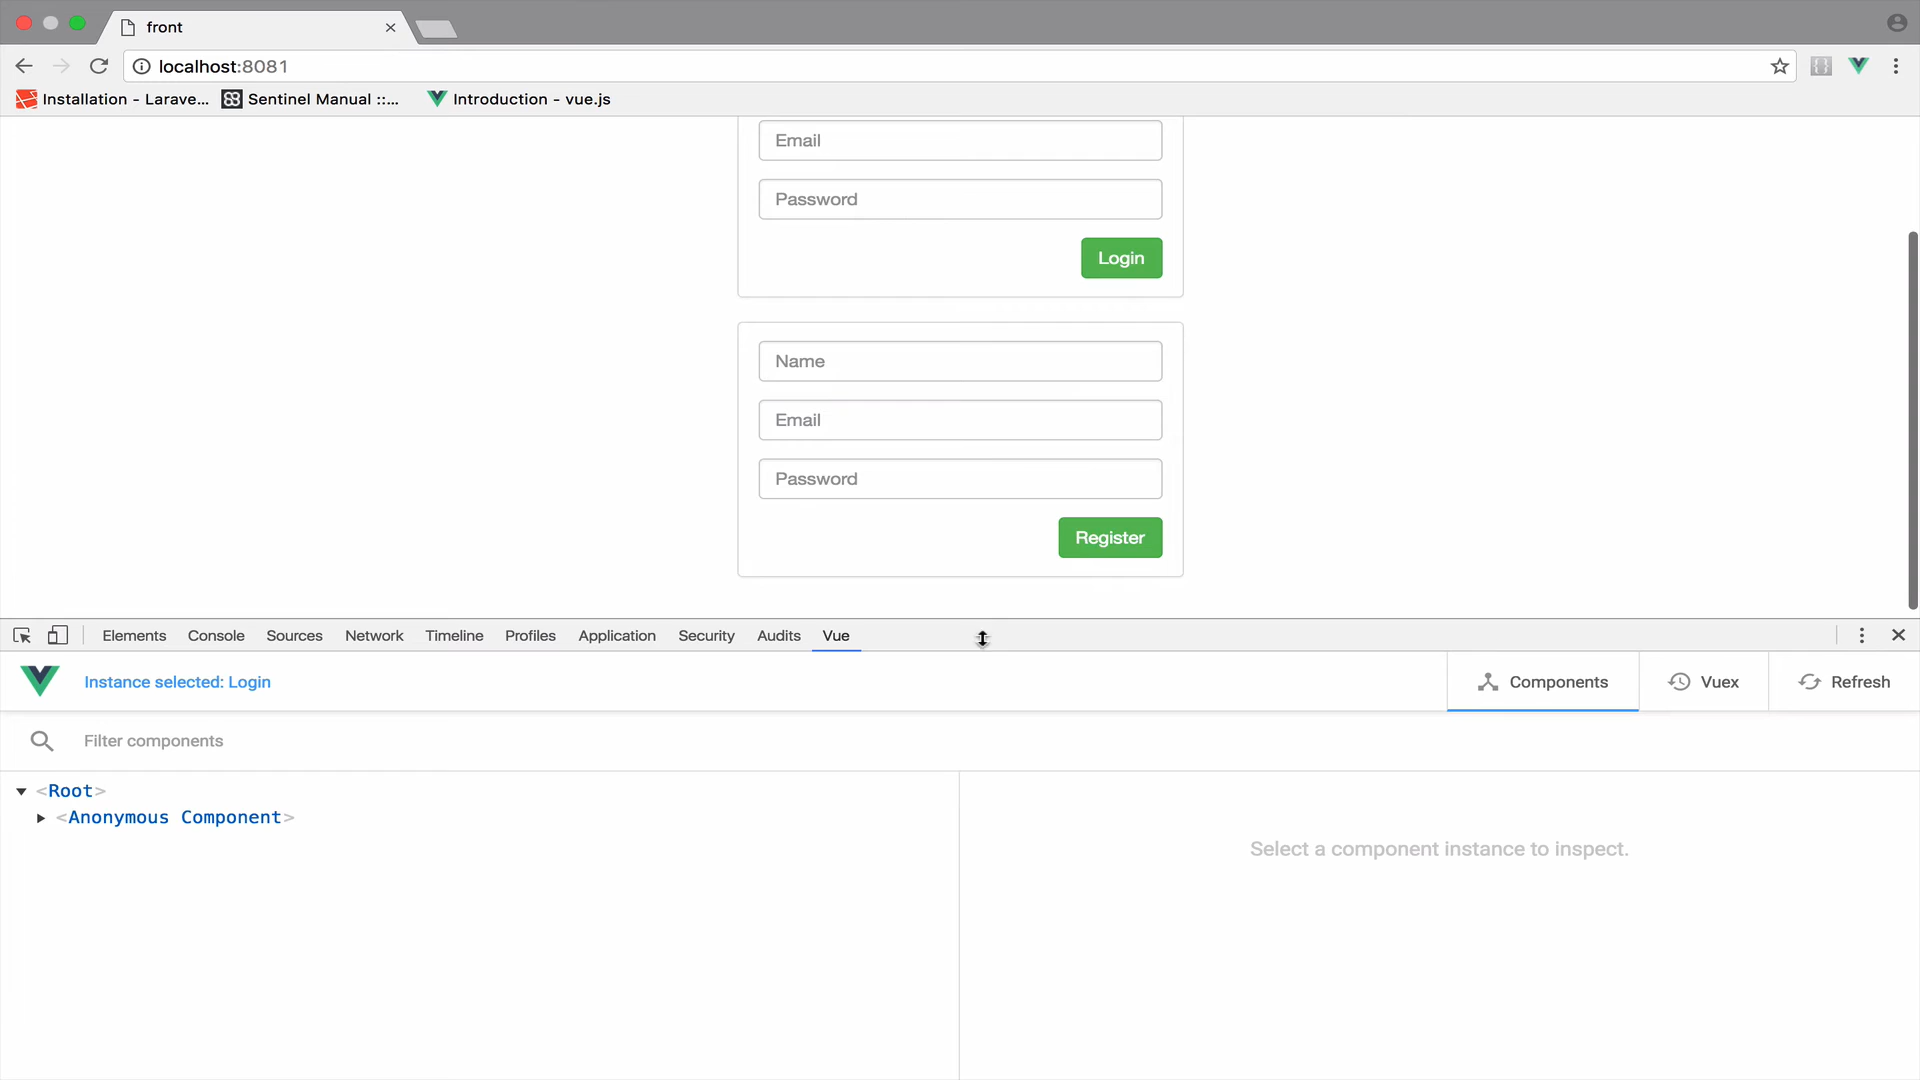 front
localhost:8081
Installation - Larave... Sentinel Manual ::... Introduction - vue.js
Email
Password
Login
Name
Email
Password
Register
Elements Console Sources Network Timeline Profiles Application Security Audits Vue
Instance selected: Login Components Vuex Refresh
Filter components
<Root>
<Anonymous Component>
Select a component instance to inspect.